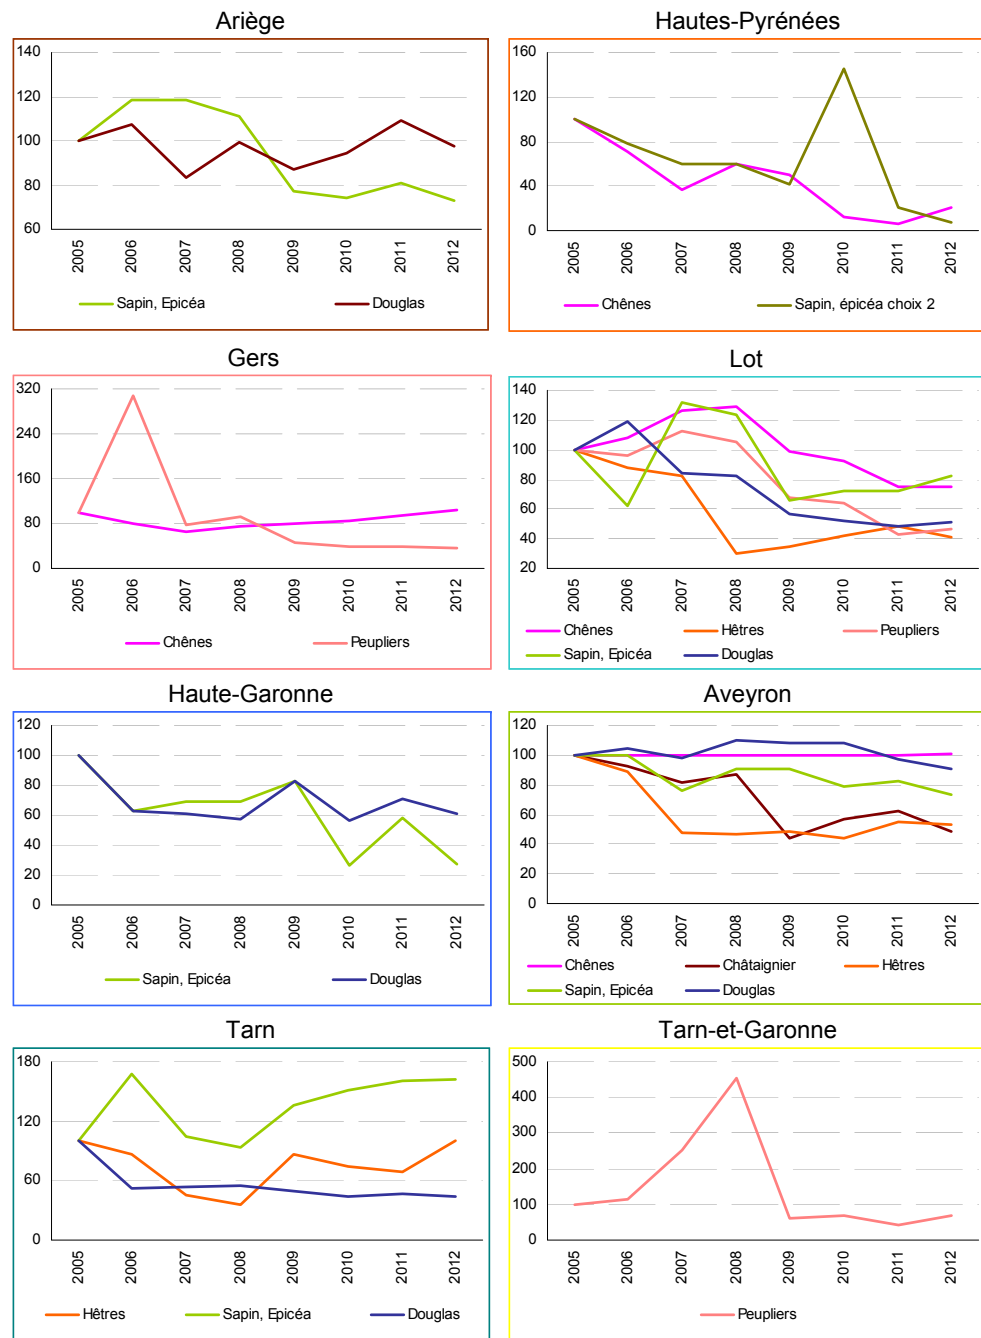 Ariège
140
120
100
80
60
2005 2006 2007 2008 2009 2010 2011 2012
Sapin, Epicéa Douglas
Hautes-Pyrénées
160
120
80
40
0
2005 2006 2007 2008 2009 2010 2011 2012
Chênes Sapin, épicéa choix 2
Gers
320
240
160
80
0
2005 2006 2007 2008 2009 2010 2011 2012
Chênes Peupliers
Lot
140
120
100
80
60
40
20
2005 2006 2007 2008 2009 2010 2011 2012
Chênes Hêtres Peupliers
Sapin, Epicéa Douglas
Haute-Garonne
120
100
80
60
40
20
0
2005 2006 2007 2008 2009 2010 2011 2012
Sapin, Epicéa Douglas
Aveyron
120
100
80
60
40
20
0
2005 2006 2007 2008 2009 2010 2011 2012
Chênes Châtaignier Hêtres
Sapin, Epicéa Douglas
Tarn
180
120
60
0
2005 2006 2007 2008 2009 2010 2011 2012
Hêtres Sapin, Epicéa Douglas
Tarn-et-Garonne
500
400
300
200
100
0
2005 2006 2007 2008 2009 2010 2011 2012
Peupliers